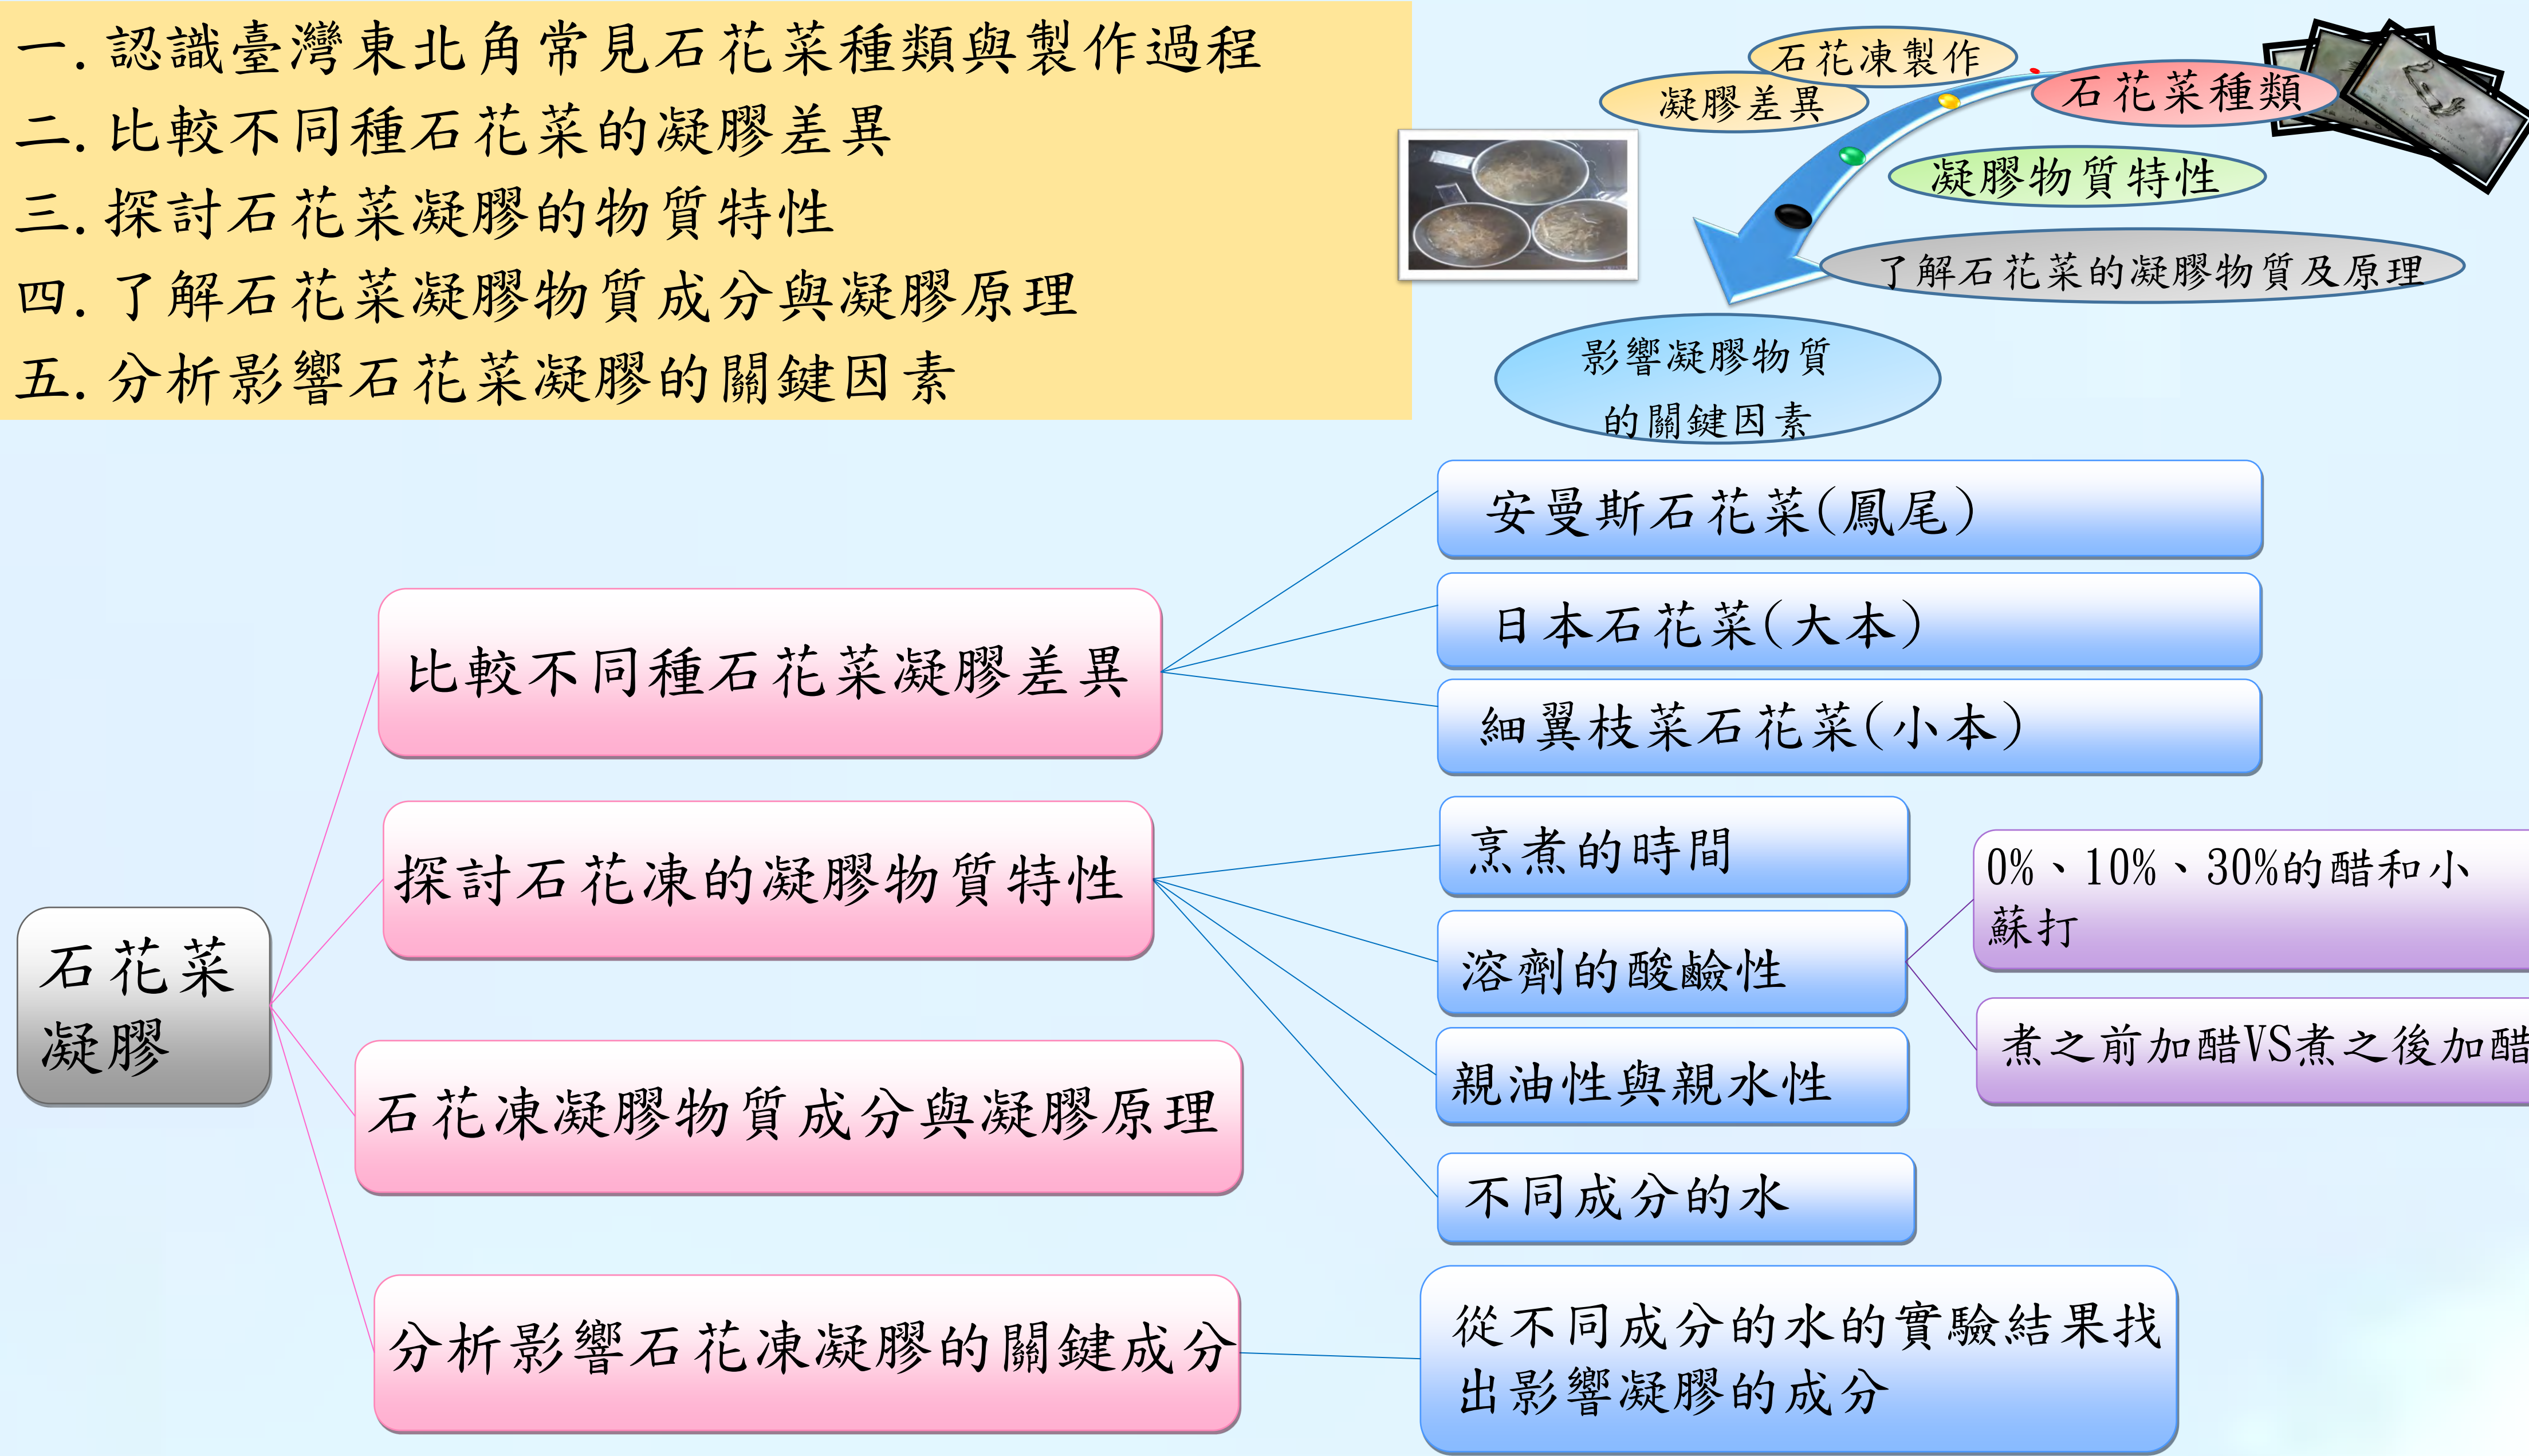 一.認識臺灣東北角常見石花菜種類與製作過程
二.比較不同種石花菜的凝膠差異
三.探討石花菜凝膠的物質特性
四.了解石花菜凝膠物質成分與凝膠原理
五.分析影響石花菜凝膠的關鍵因素
石花凍製作
凝膠差異
石花菜種類
凝膠物質特性
了解石花菜的凝膠物質及原理
影響凝膠物質
的關鍵因素
石花菜
凝膠
比較不同種石花菜凝膠差異
安曼斯石花菜(鳳尾)
日本石花菜(大本)
細翼枝菜石花菜(小本)
探討石花凍的凝膠物質特性
烹煮的時間
溶劑的酸鹼性
0%、10%、30%的醋和小
蘇打
煮之前加醋VS煮之後加醋
親油性與親水性
不同成分的水
石花凍凝膠物質成分與凝膠原理
分析影響石花凍凝膠的關鍵成分
從不同成分的水的實驗結果找
出影響凝膠的成分